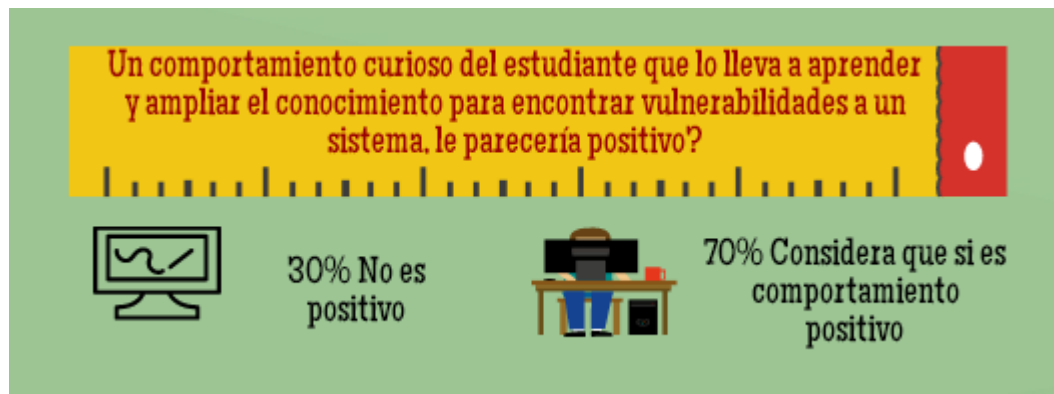 Un comportamiento curioso del estudiante que lo lleva a aprender
y ampliar el conocimiento para encontrar vulnerabilidades a un
sistema, le parecería positivo'?
30% No es
positivo
70% Considera que si es
comportamiento
positivo